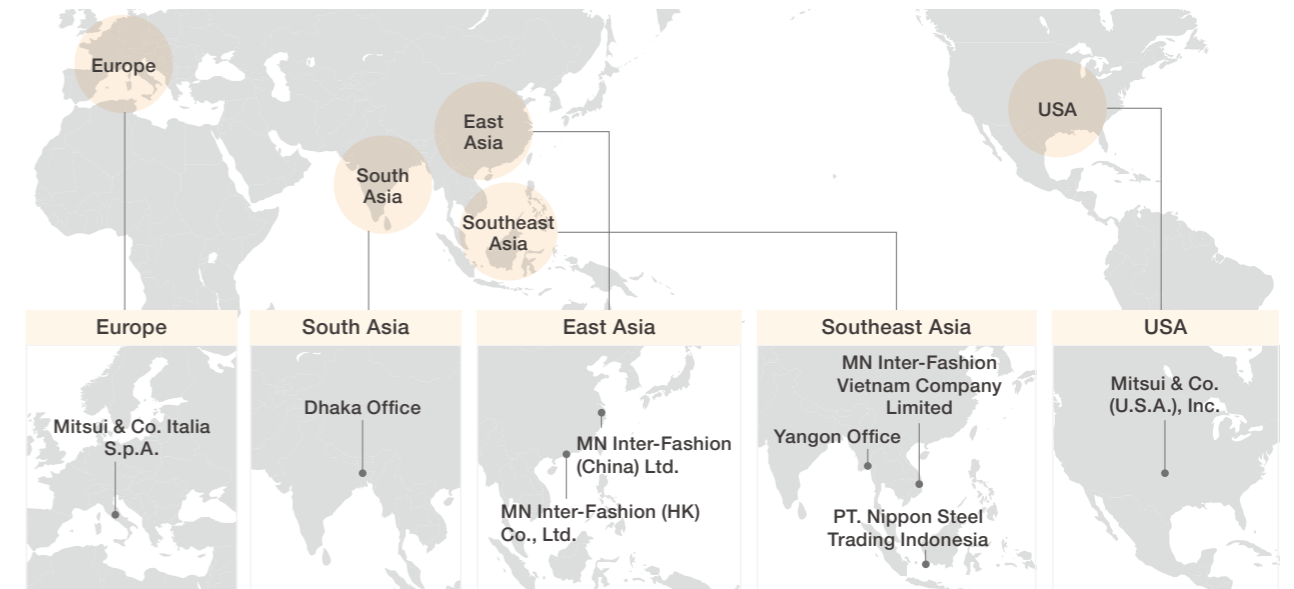 Europe
East
Asia
USA
South
Asia
Southeast
Asia
Europe
South Asia
East Asia
Southeast Asia
USA
Mitsui & Co. Italia
S.p.A.
Dhaka Office
MN Inter-Fashion
(China) Ltd.
MN Inter-Fashion (HK)
Co., Ltd.
MN Inter-Fashion
Vietnam Company
Limited
Yangon Office
PT. Nippon Steel
Trading Indonesia
Mitsui & Co.
(U.S.A.), Inc.